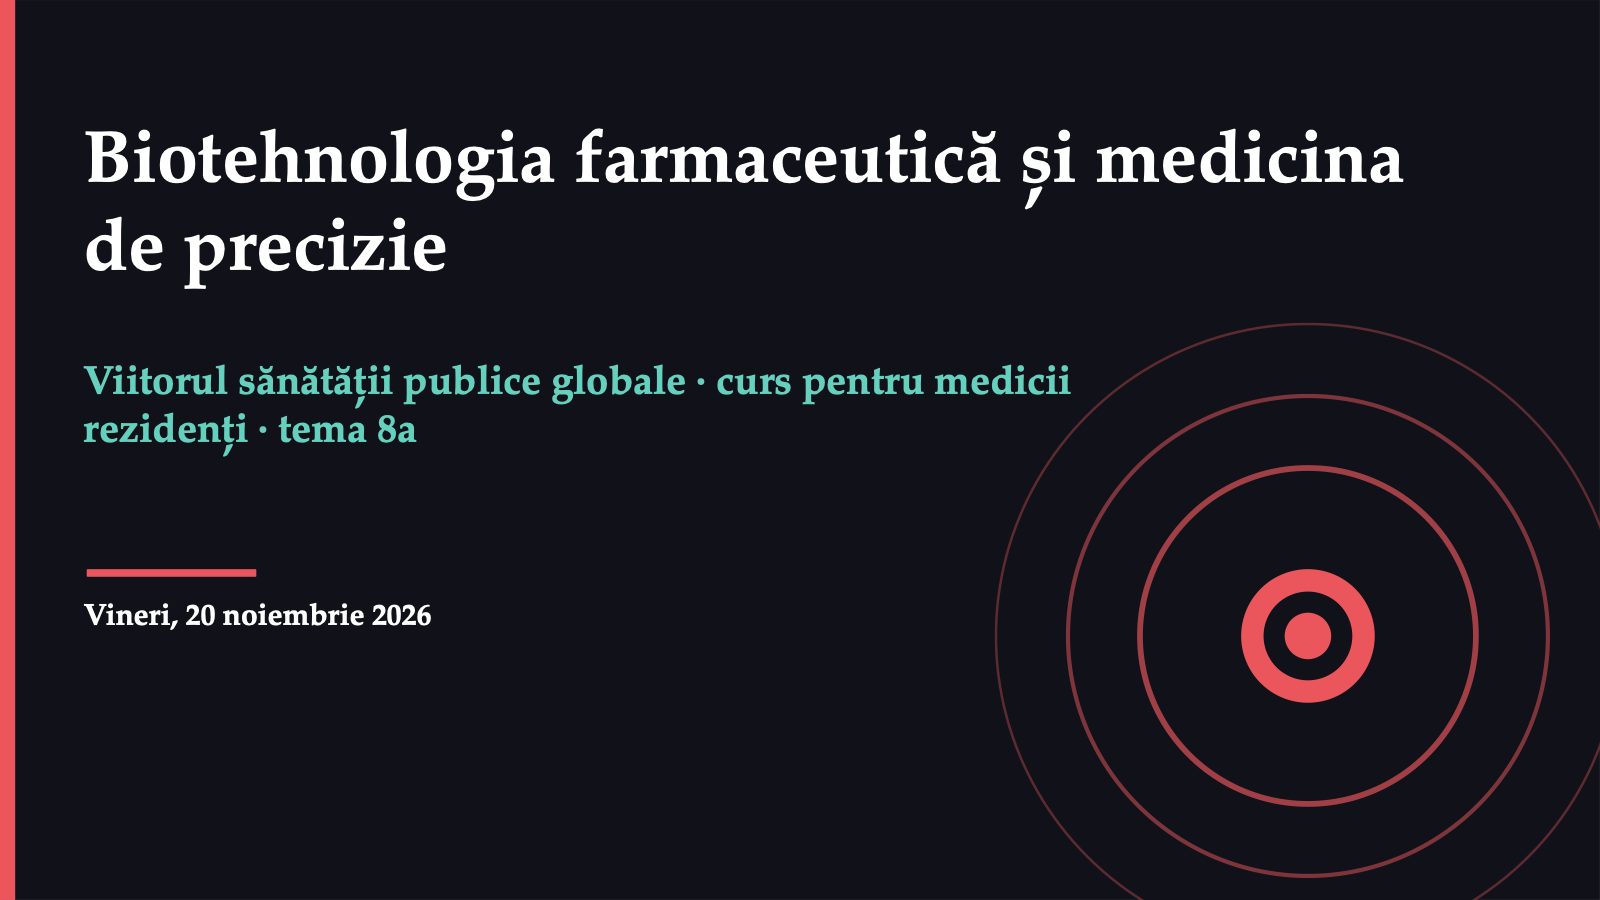 Biotehnologia farmaceutică și medicina
de precizie
Viitorul sănătății publice globale · curs pentru medicii
rezidenți · tema 8a
Vineri, 20 noiembrie 2026